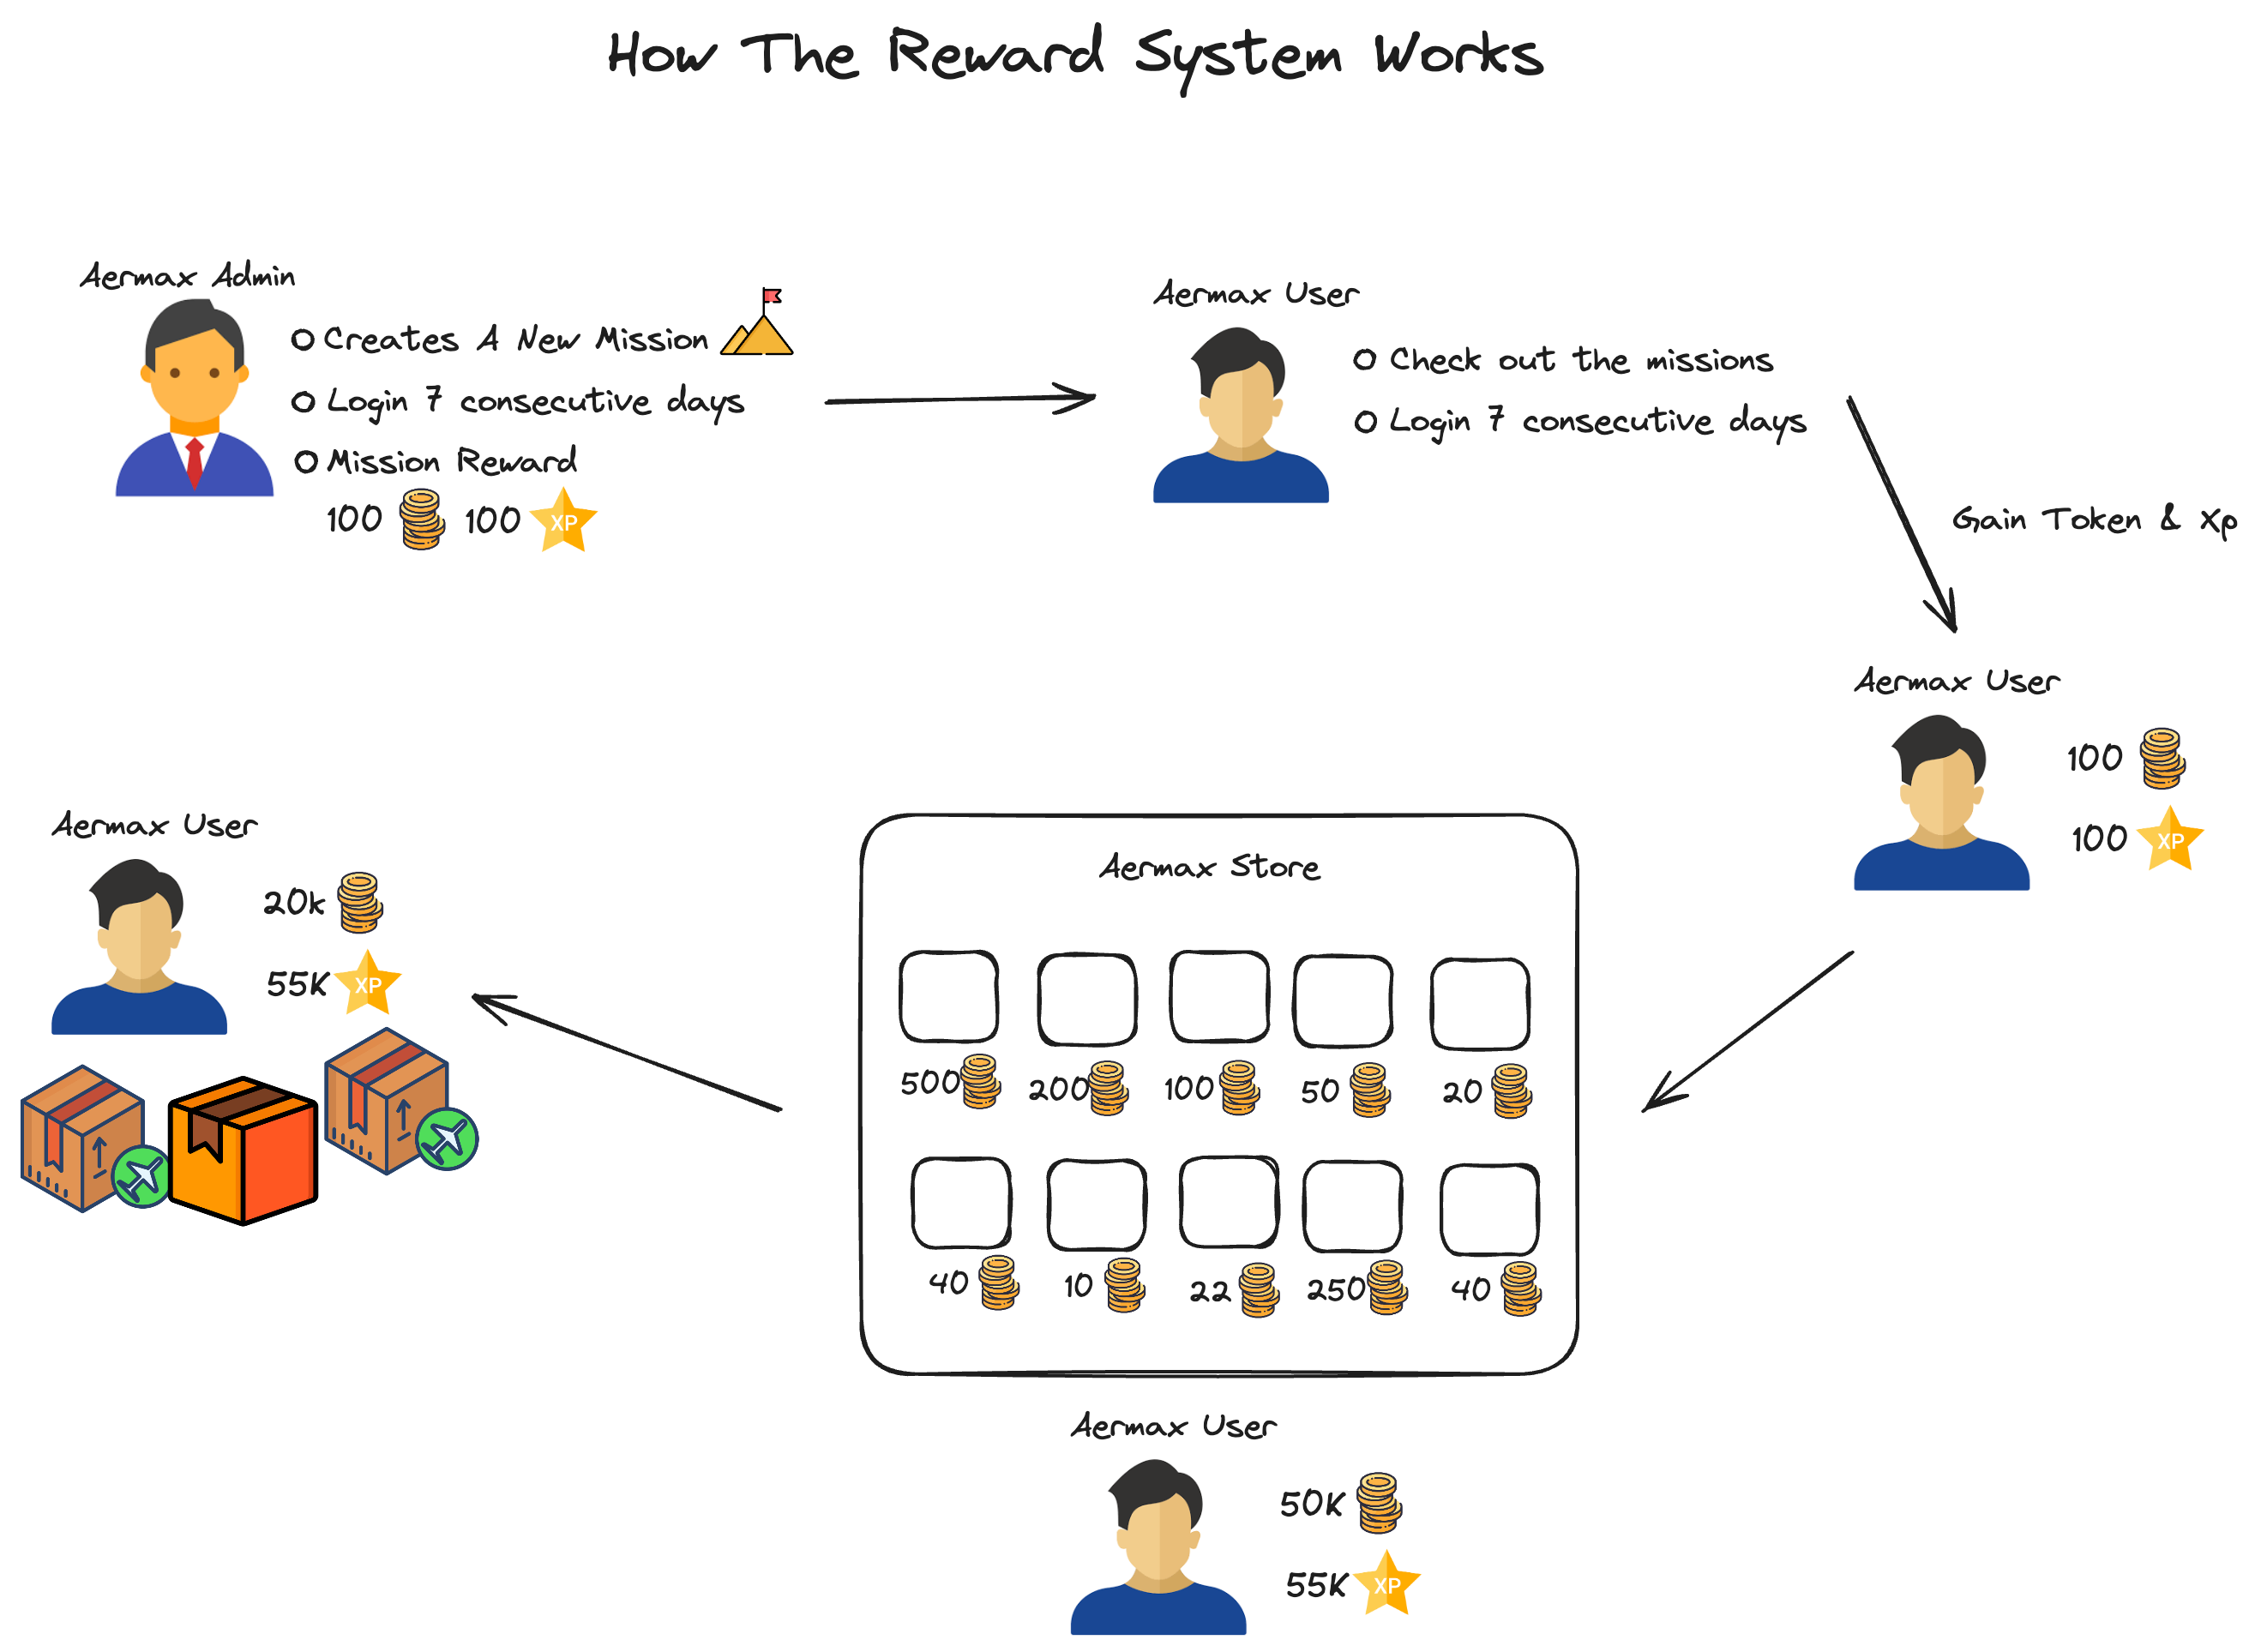 How The Reward System Works
Aermax Admin
Creates A New Mission
Login 7 consecutive days
Mission Reward
100 100 XP
Aermax User
Check out the missions
Login 7 consecutive days
Gain Token & Xp
Aermax User
100
100 XP
Aermax Store
500 200 100 50 20
40 10 22 250 40
Aermax User
50K
55K XP
Aermax User
20k
55K XP